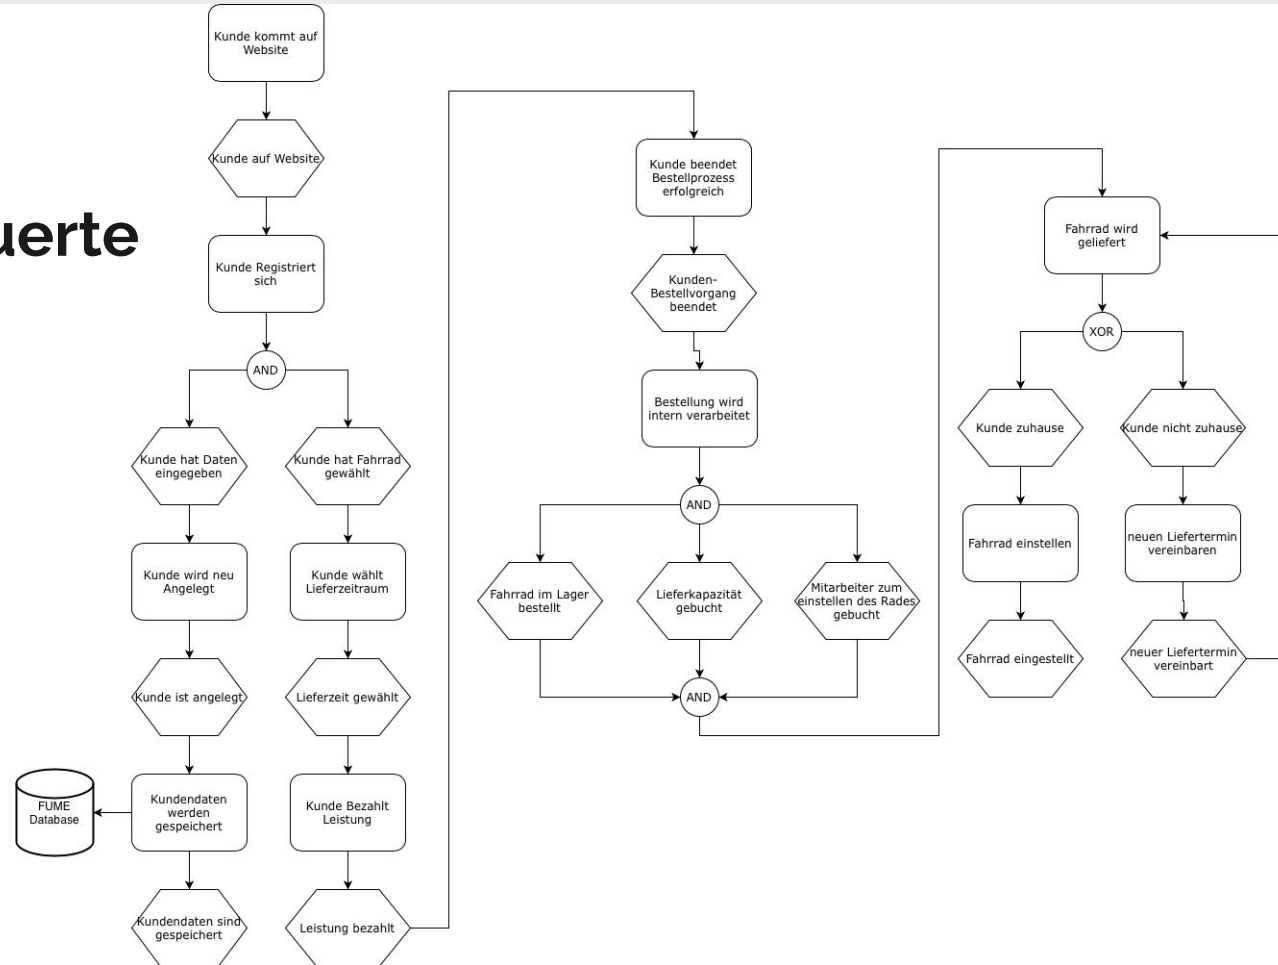 Kunde kommt auf
Website
Kunde auf Website
uerte
Kunde Registriert
sich
AND
Kunde hat Daten
eingegeben
Kunde hat Fahrrad
gewählt
Kunde wird neu
Angelegt
Kunde wählt
Lieferzeitraum
Kunde ist angelegt
Lieferzeit gewählt
FUME
Database
Kundendaten
werden
gespeichert
Kunde Bezahlt
Leistung
Kundendaten sind
gespeichert
Leistung bezahlt
Kunde beendet
Bestellprozess
erfolgreich
Kunden-
Bestellvorgang
beendet
Bestellung wird
intern verarbeitet
AND
Fahrrad im Lager
bestellt
Lieferkapazität
gebucht
Mitarbeiter zum
einstellen des Rades
gebucht
AND
Fahrrad wird
geliefert
XOR
Kunde zuhause
Kunde nicht zuhause
Fahrrad einstellen
neuen Liefertermin
vereinbaren
Fahrrad eingestellt
neuer Liefertermin
vereinbart